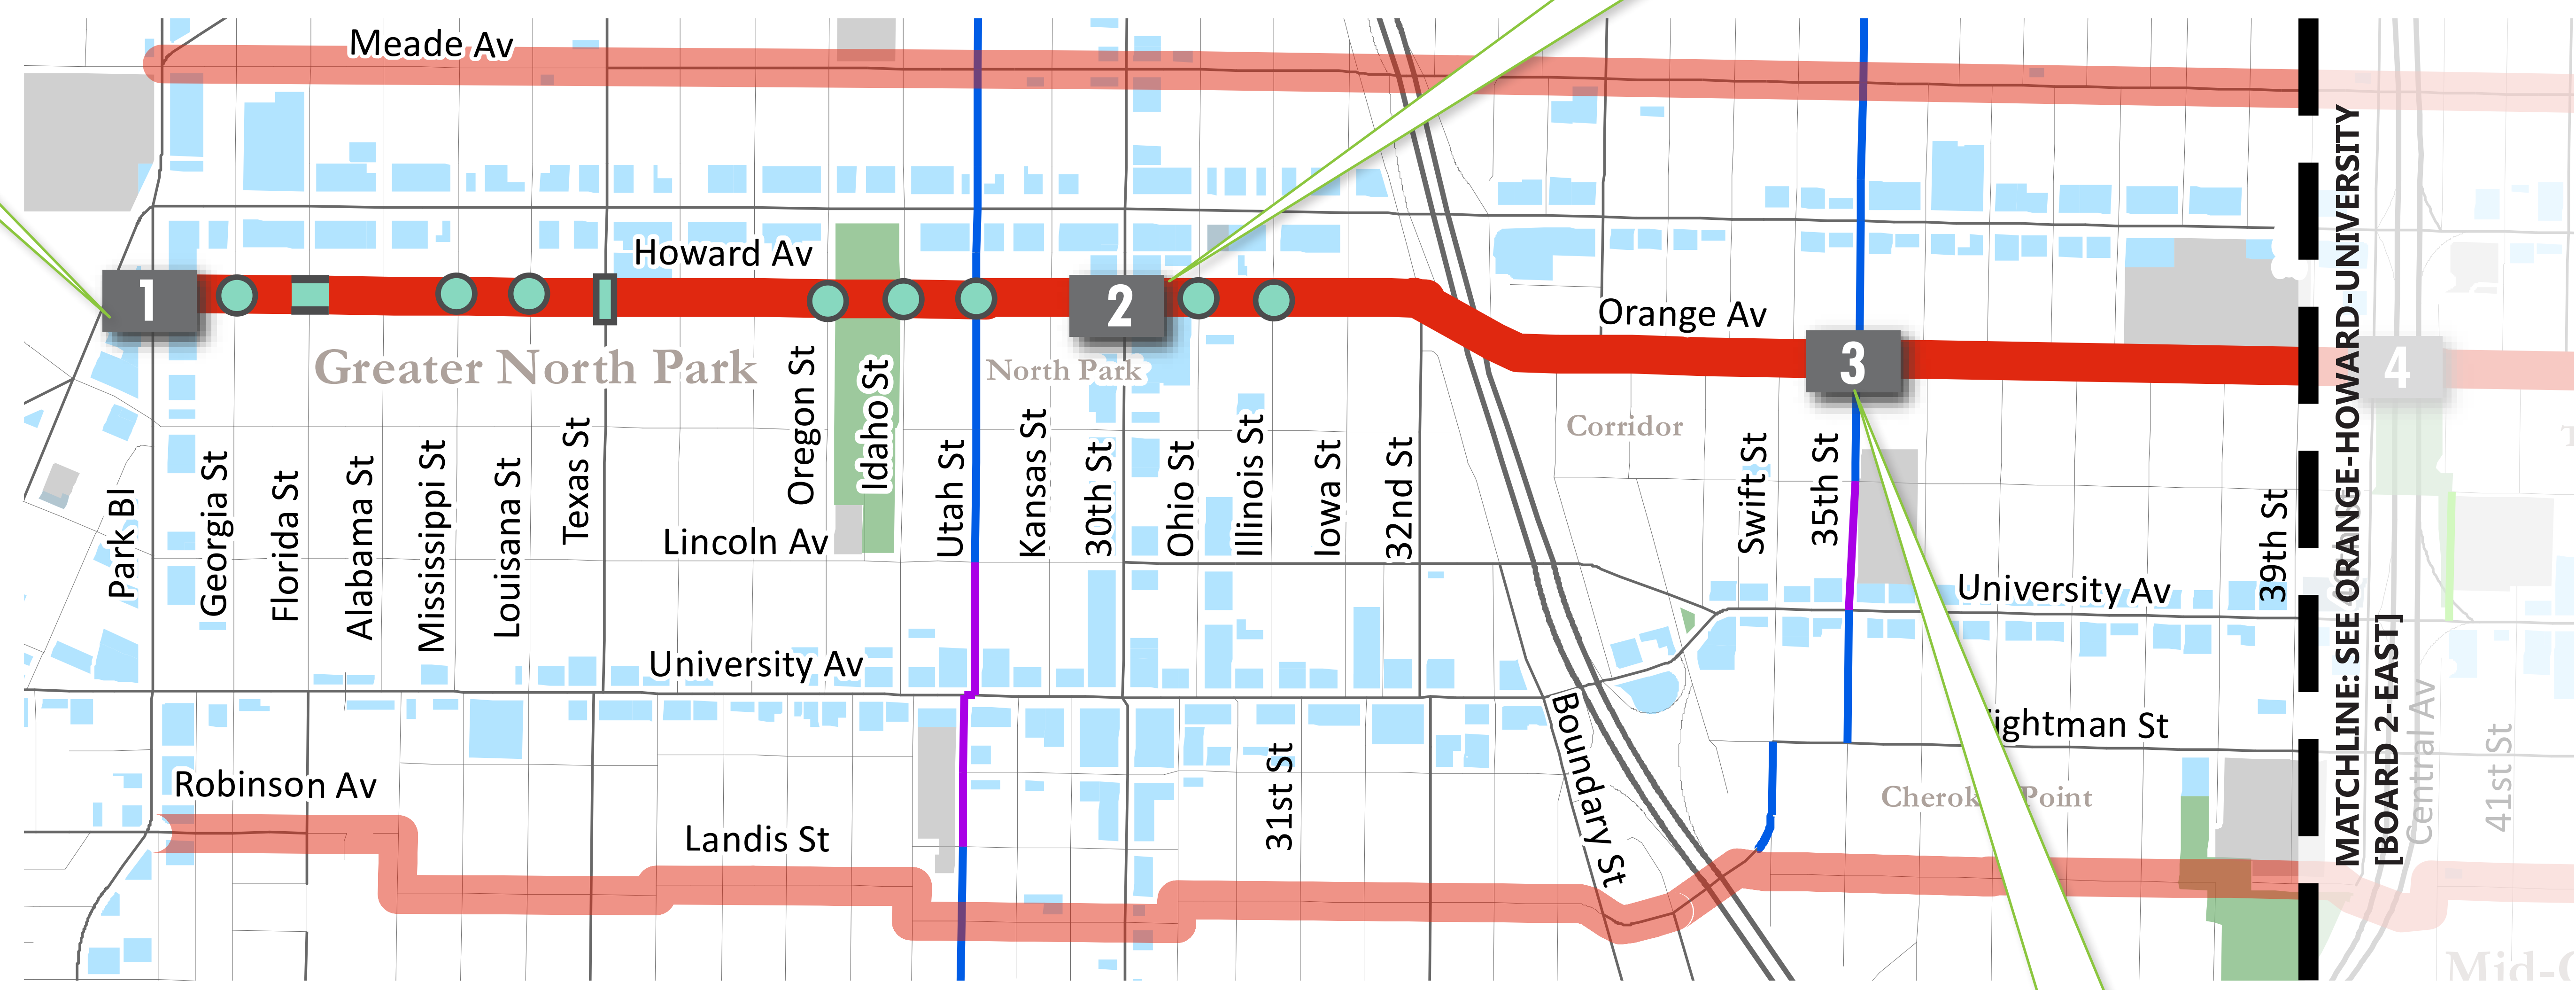 Meade Av
Howard Av
1
2
Orange Av
3
4
Greater North Park
North Park
Corridor
Park Bl
Georgia St
Florida St
Alabama St
Mississippi St
Louisana St
Texas St
Oregon St
Idaho St
Utah St
Kansas St
30th St
Ohio St
Illinois St
Iowa St
32nd St
Swift St
35th St
39th St
Lincoln Av
University Av
University Av
ightman St
Robinson Av
Landis St
31st St
Boundary St
Cherok Point
Central Av
41st St
Mid-C
MATCHLINE: SEE ORANGE-HOWARD-UNIVERSITY
[BOARD 2-EAST]